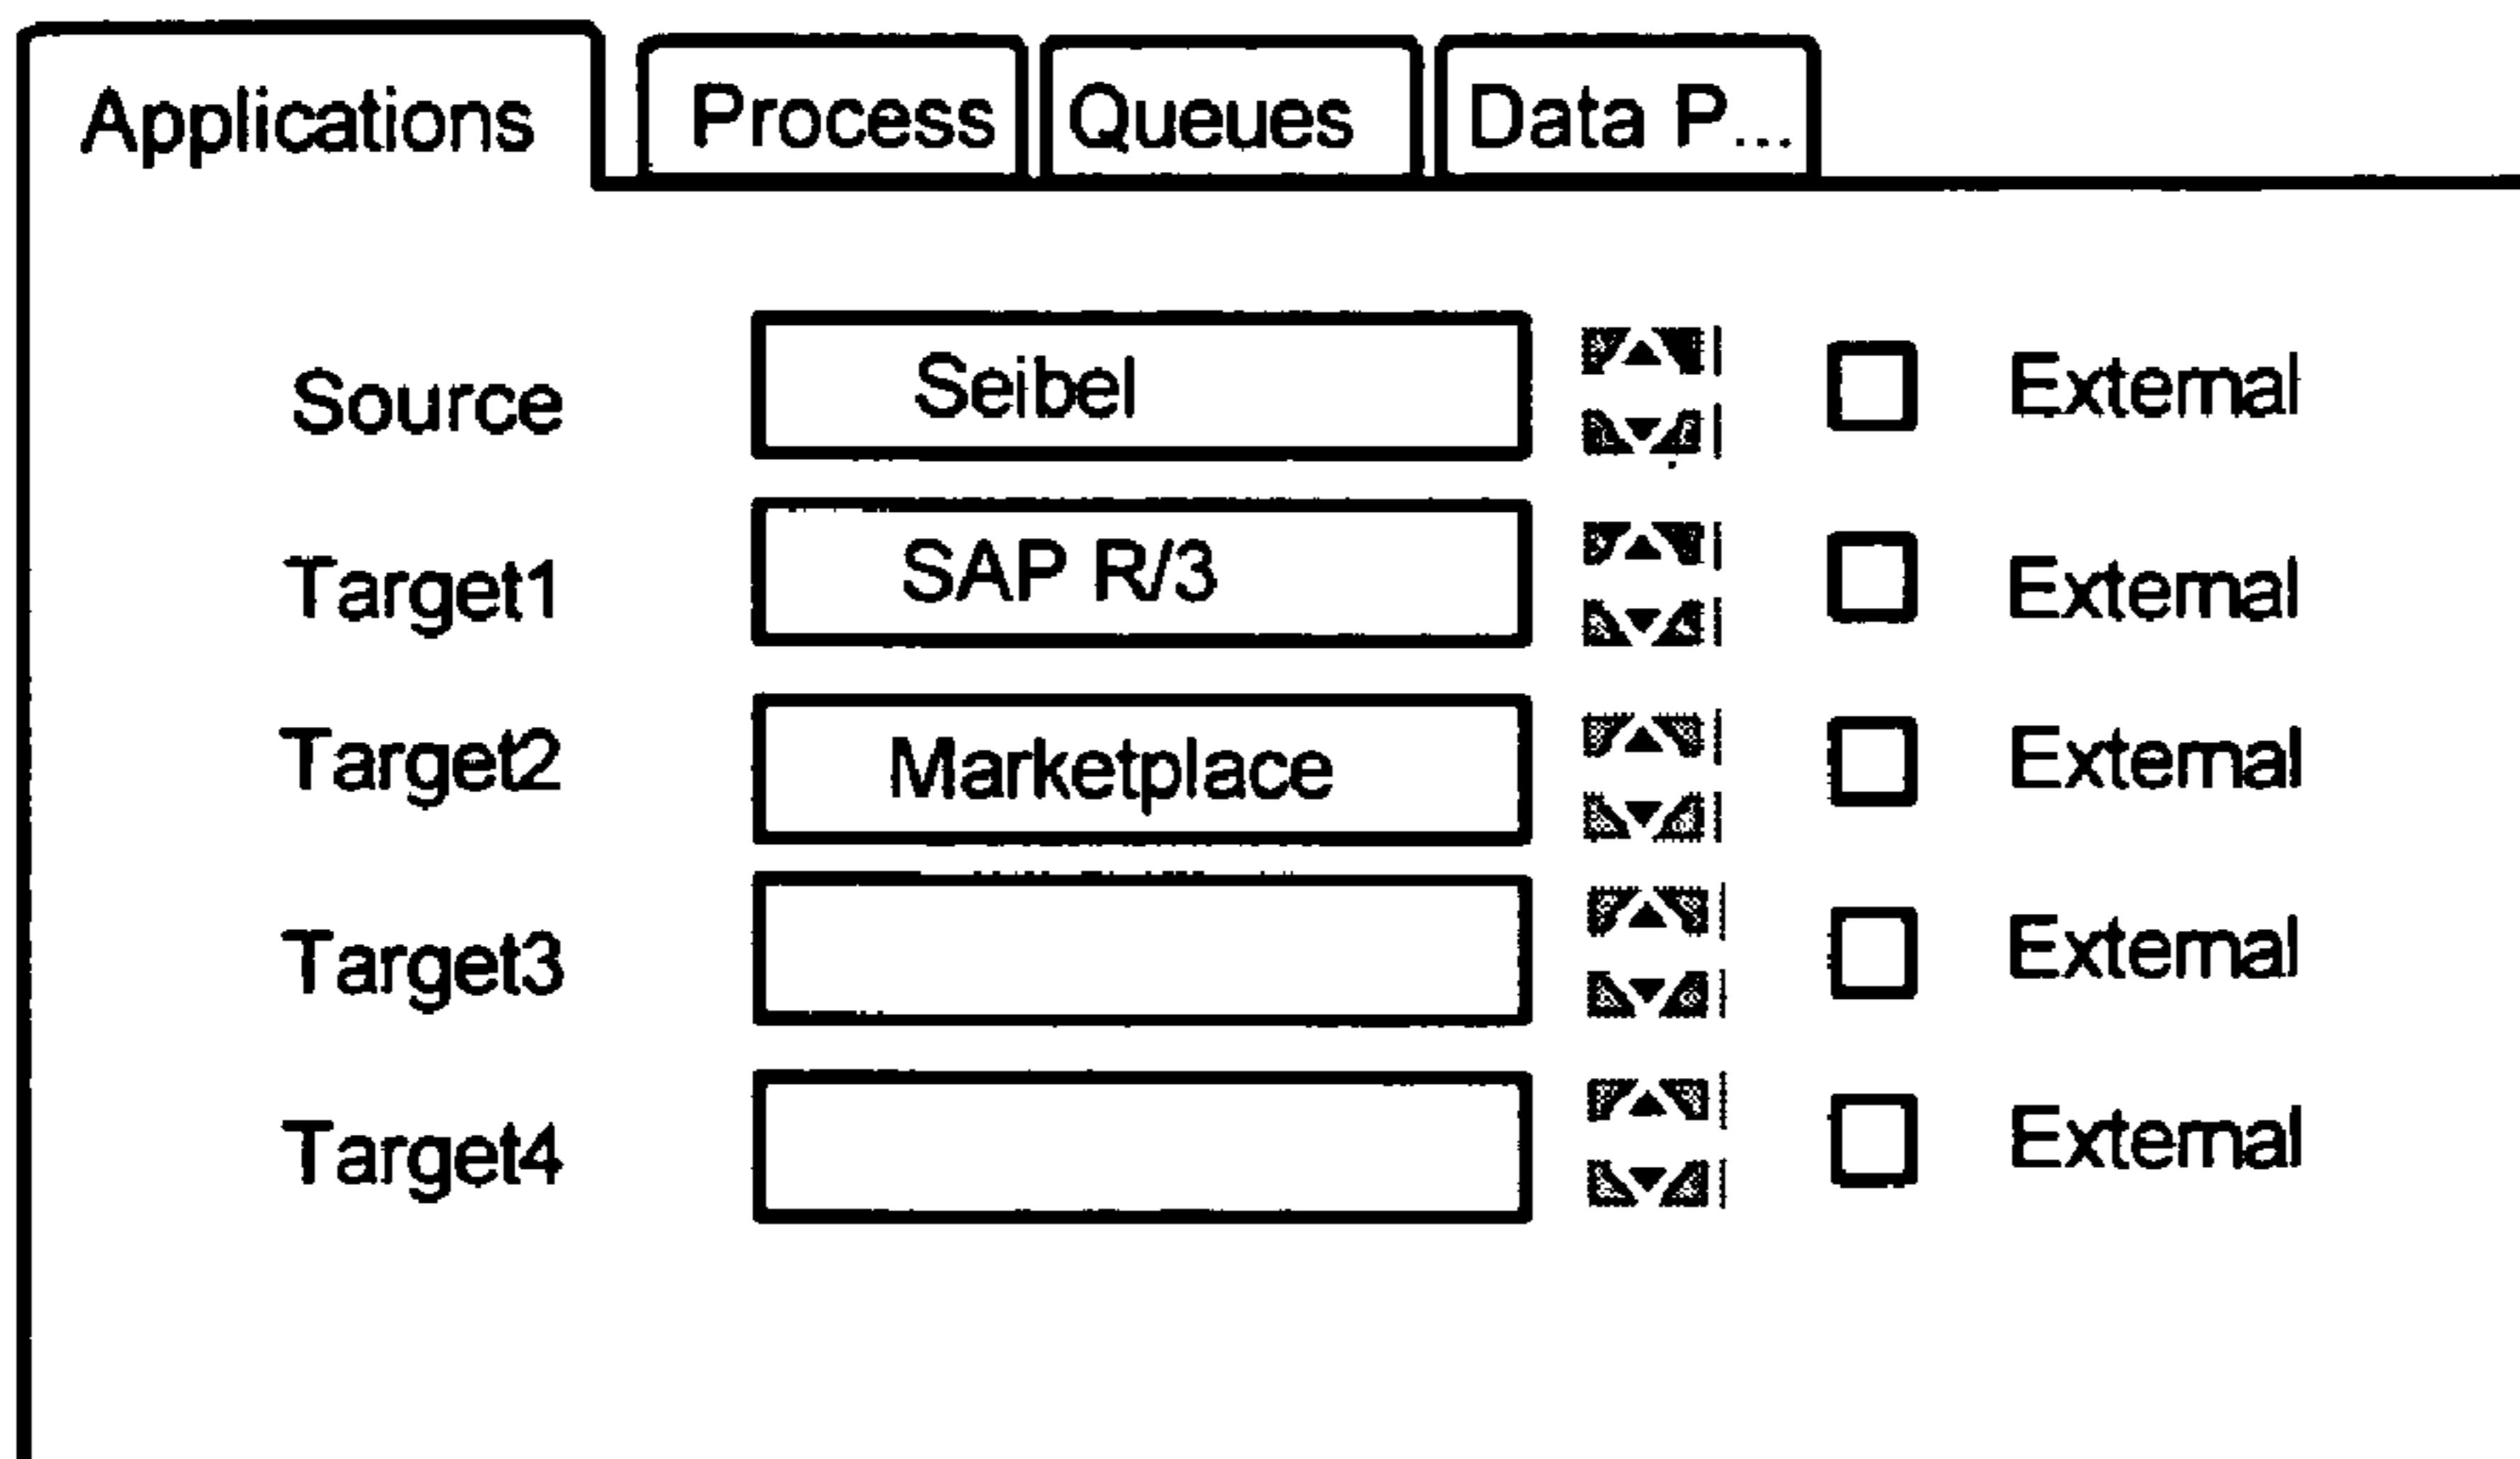 Applications Process Queues Data P...
Source Seibel External
Target1 SAP R/3 External
Target2 Marketplace External
Target3 External
Target4 External